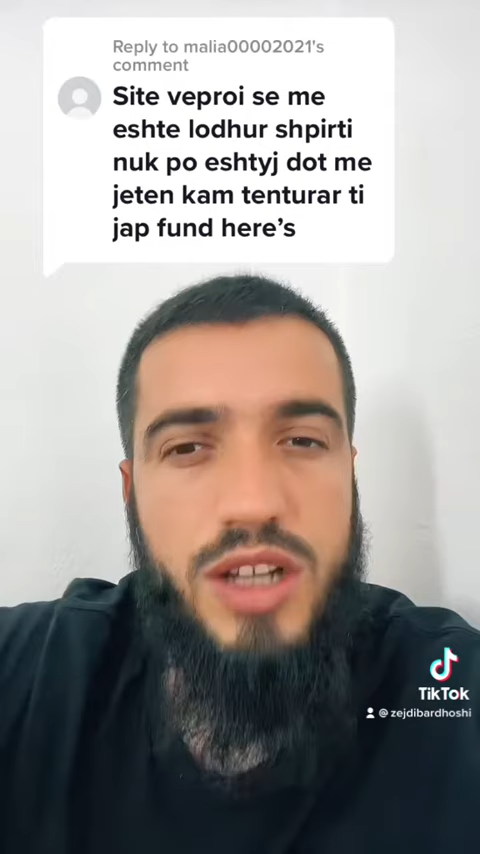 Reply to malia00002021's
comment
Site veproi se me
eshte lodhur shpirti
nuk po eshtyj dot me
jeten kam tenturar ti
jap fund here’s
TikTok
@ zejdibardhoshi